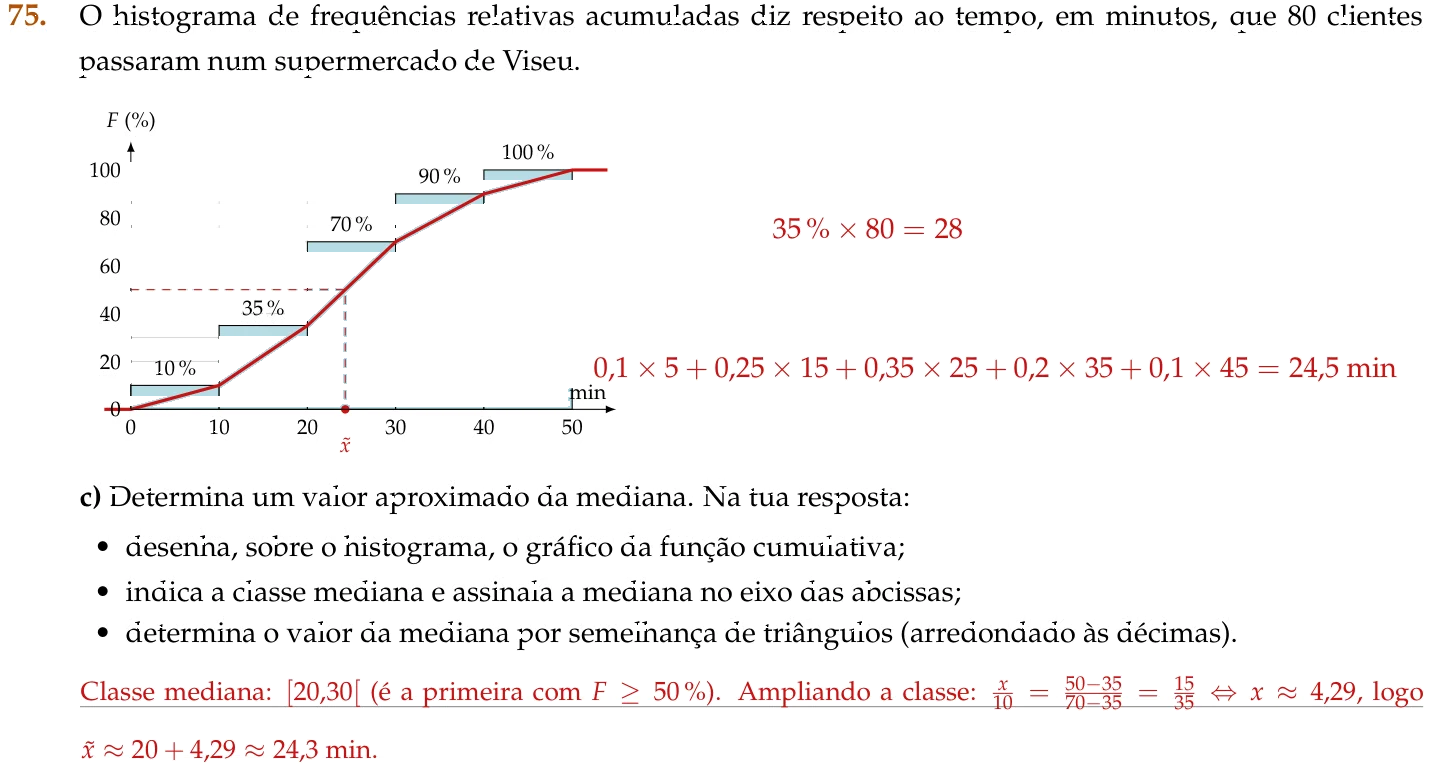 75. O histograma de frequências relativas acumuladas diz respeito ao tempo, em minutos, que 80 clientes
passaram num supermercado de Viseu.
F (%)
100 %
100
90 %
80
70 %
35 % × 80 = 28
60
40
35 %
20
10 %
0,1 × 5 + 0,25 × 15 + 0,35 × 25 + 0,2 × 35 + 0,1 × 45 = 24,5 min
min
0
0 10 20 30 40 50
x̃
c) Determina um valor aproximado da mediana. Na tua resposta:
• desenha, sobre o histograma, o gráfico da função cumulativa;
• indica a classe mediana e assinala a mediana no eixo das abcissas;
• determina o valor da mediana por semelhança de triângulos (arredondado às décimas).
Classe mediana: [20,30[ (é a primeira com F ≥ 50 %). Ampliando a classe: x/10 = 50−35/70−35 = 15/35 ⇔ x ≈ 4,29, logo
x̃ ≈ 20 + 4,29 ≈ 24,3 min.